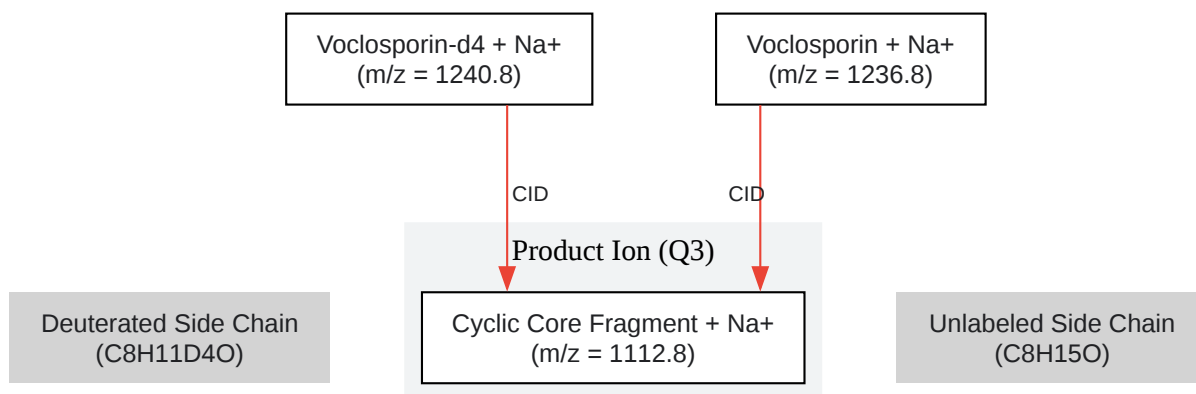 Voclosporin-d4 + Na+
(m/z = 1240.8)
Voclosporin + Na+
(m/z = 1236.8)
CID
CID
Product Ion (Q3)
Deuterated Side Chain
(C8H11D4O)
Cyclic Core Fragment + Na+
(m/z = 1112.8)
Unlabeled Side Chain
(C8H15O)